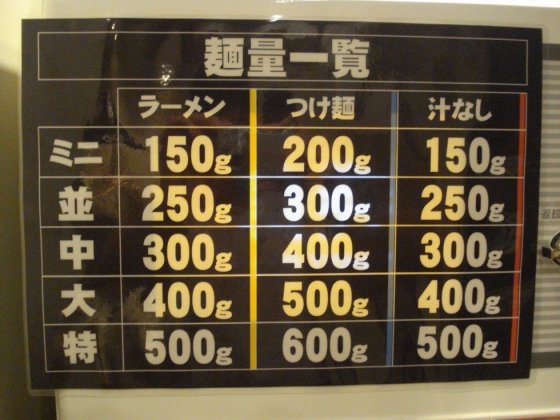 麺量一覧
ラーメン つけ麺 汁なし
ミニ 150g 200g 150g
並 250g 300g 250g
中 300g 400g 300g
大 400g 500g 400g
特 500g 600g 500g